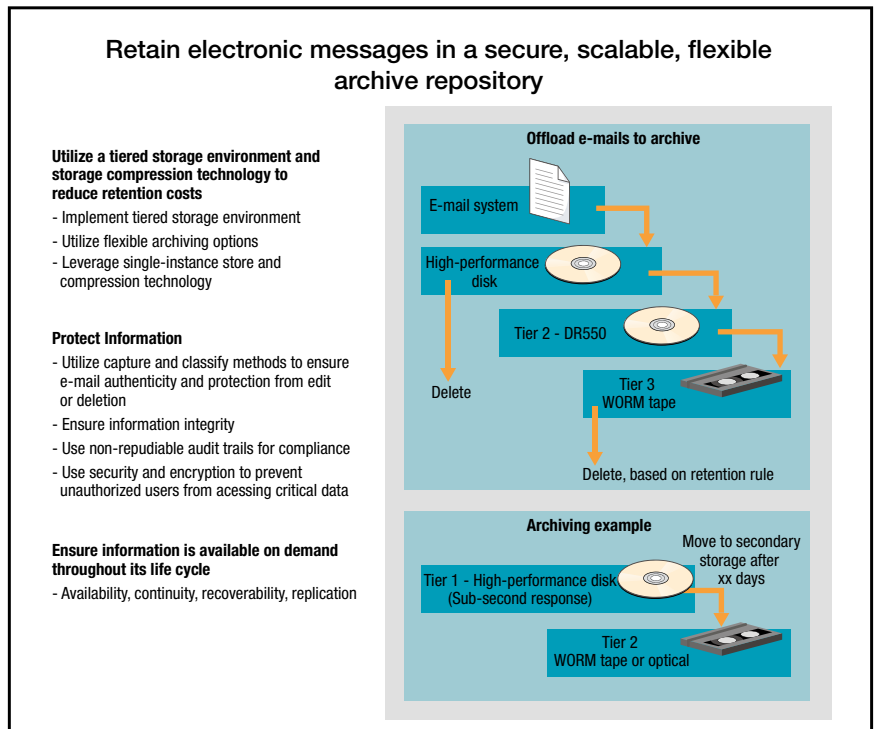 Retain electronic messages in a secure, scalable, flexible
archive repository
Utilize a tiered storage environment and
storage compression technology to
reduce retention costs
- Implement tiered storage environment
- Utilize flexible archiving options
- Leverage single-instance store and
compression technology
Protect Information
- Utilize capture and classify methods to ensure
e-mail authenticity and protection from edit
or deletion
- Ensure information integrity
- Use non-repudiable audit trails for compliance
- Use security and encryption to prevent
unauthorized users from acessing critical data
Ensure information is available on demand
throughout its life cycle
- Availability, continuity, recoverability, replication
Offload e-mails to archive
E-mail system
High-performance
disk
Tier 2 - DR550
Delete
Tier 3
WORM tape
Delete, based on retention rule
Archiving example
Move to secondary
storage after
xx days
Tier 1 - High-performance disk
(Sub-second response)
Tier 2
WORM tape or optical